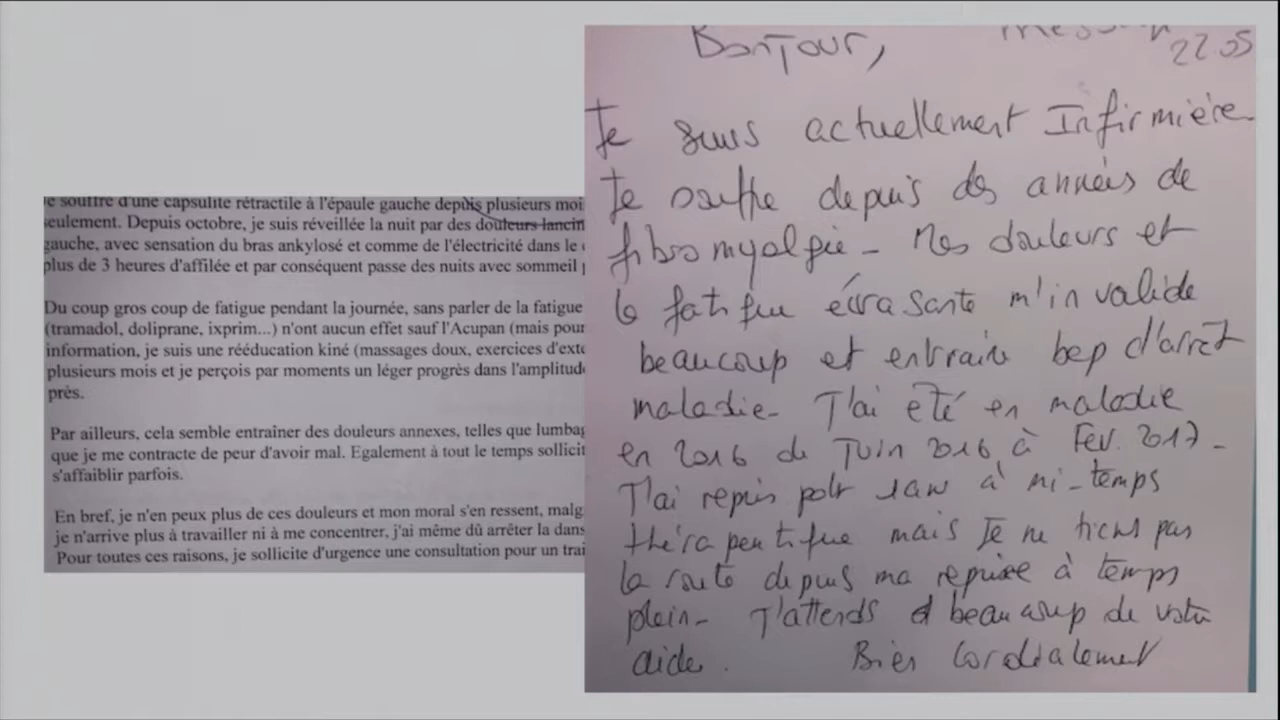 e souffre d'une capsulite rétractile à l'épaule gauche depuis plusieurs moi
seulement. Depuis octobre, je suis réveillée la nuit par des douleurs lancin
gauche, avec sensation du bras ankylosé et comme de l'électricité dans le
plus de 3 heures d'affilée et par conséquent passe des nuits avec sommeil
Du coup gros coup de fatigue pendant la journée, sans parler de la fatigue
(tramadol, doliprane, ixprim...) n'ont aucun effet sauf l'Acupan (mais pour
information, je suis une rééducation kiné (massages doux, exercices d'exte
plusieurs mois et je perçois par moments un léger progrès dans l'amplitud
près.
Par ailleurs, cela semble entraîner des douleurs annexes, telles que lumba
que je me contracte de peur d'avoir mal. Egalement à tout le temps sollicit
s'affaiblir parfois.
En bref, je n'en peux plus de ces douleurs et mon moral s'en ressent, malg
je n'arrive plus à travailler ni à me concentrer, j'ai même dû arrêter la dans
Pour toutes ces raisons, je sollicite d'urgence une consultation pour un trai
Bonjour,
22.05
Je suis actuellement Infirmière
Je souffre depuis des années de
fibromyalgie - Mes douleurs et
la fatigue écrasante m'invalide
beaucoup et entraine bcp d'arrêt
maladie - J'ai été en maladie
en 2016 de Juin 2016 à Fev. 2017 -
J'ai repris à mi-temps
thérapeutique mais Je ne tiens pas
la route depuis ma reprise à temps
plein - J'attends beaucoup de votre
aide. Bien Cordialement